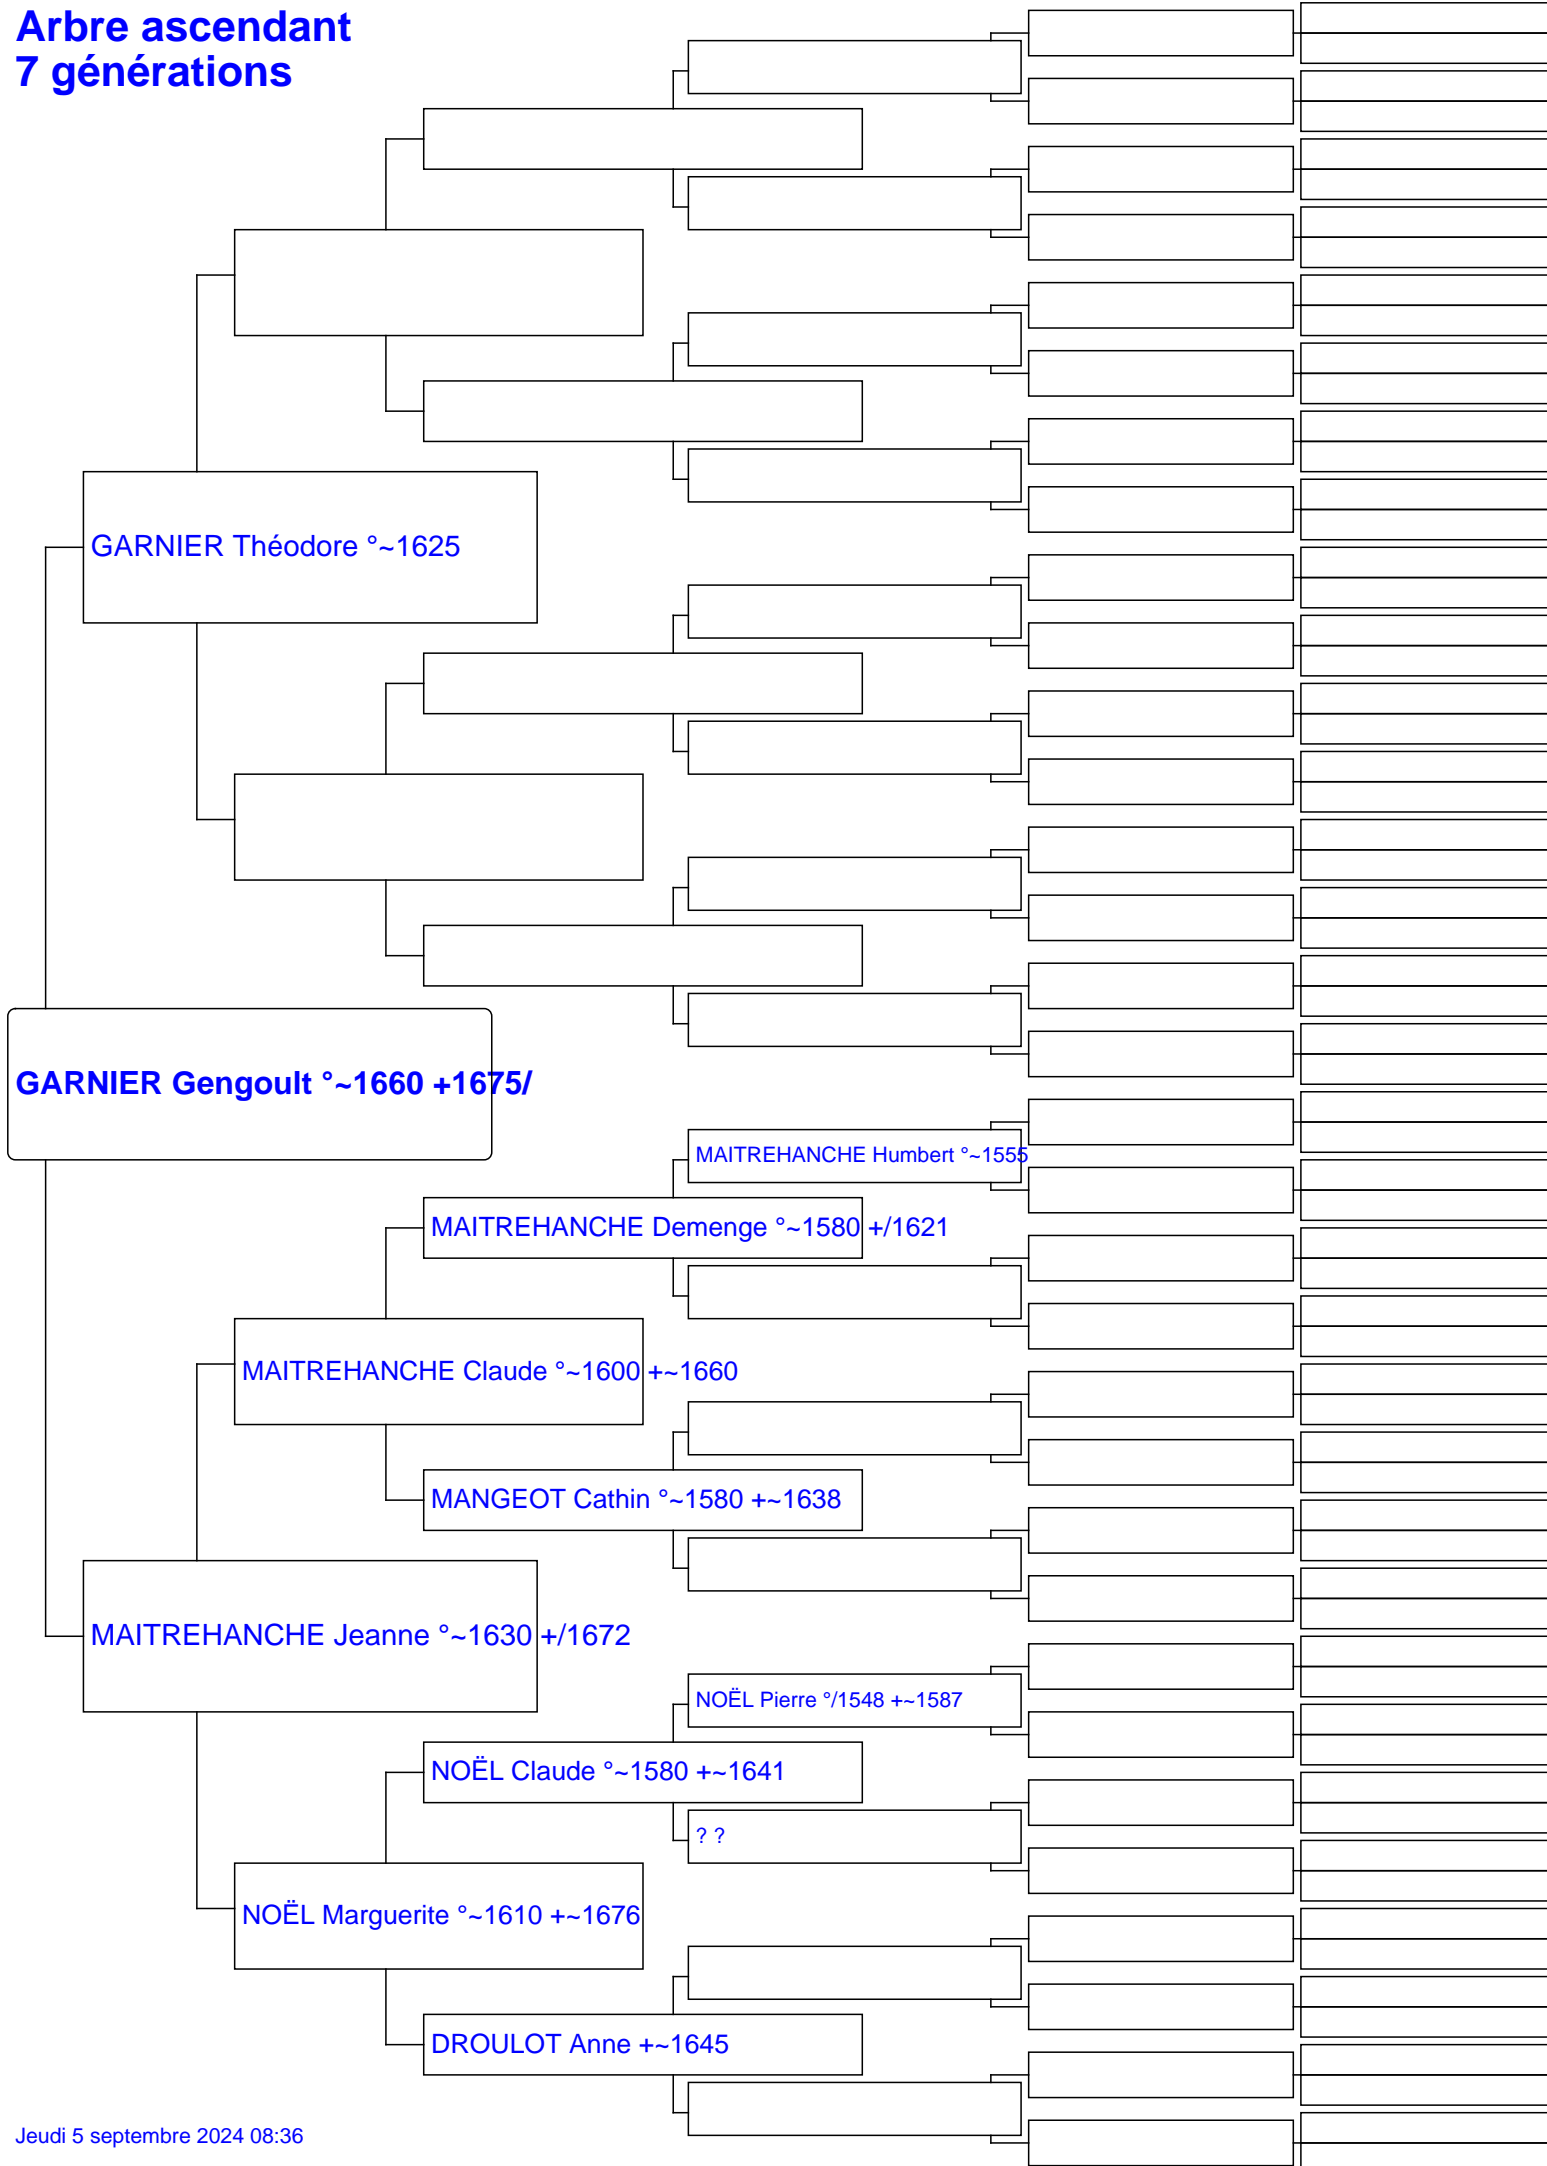 Arbre ascendant
7 générations
GARNIER Théodore °~1625
GARNIER Gengoult °~1660 +1675/
MAITREHANCHE Humbert °~1555
MAITREHANCHE Demenge °~1580 +/1621
MAITREHANCHE Claude °~1600 +~1660
MANGEOT Cathin °~1580 +~1638
MAITREHANCHE Jeanne °~1630 +/1672
NOËL Pierre °/1548 +~1587
NOËL Claude °~1580 +~1641
? ?
NOËL Marguerite °~1610 +~1676
DROULOT Anne +~1645
Jeudi 5 septembre 2024 08:36